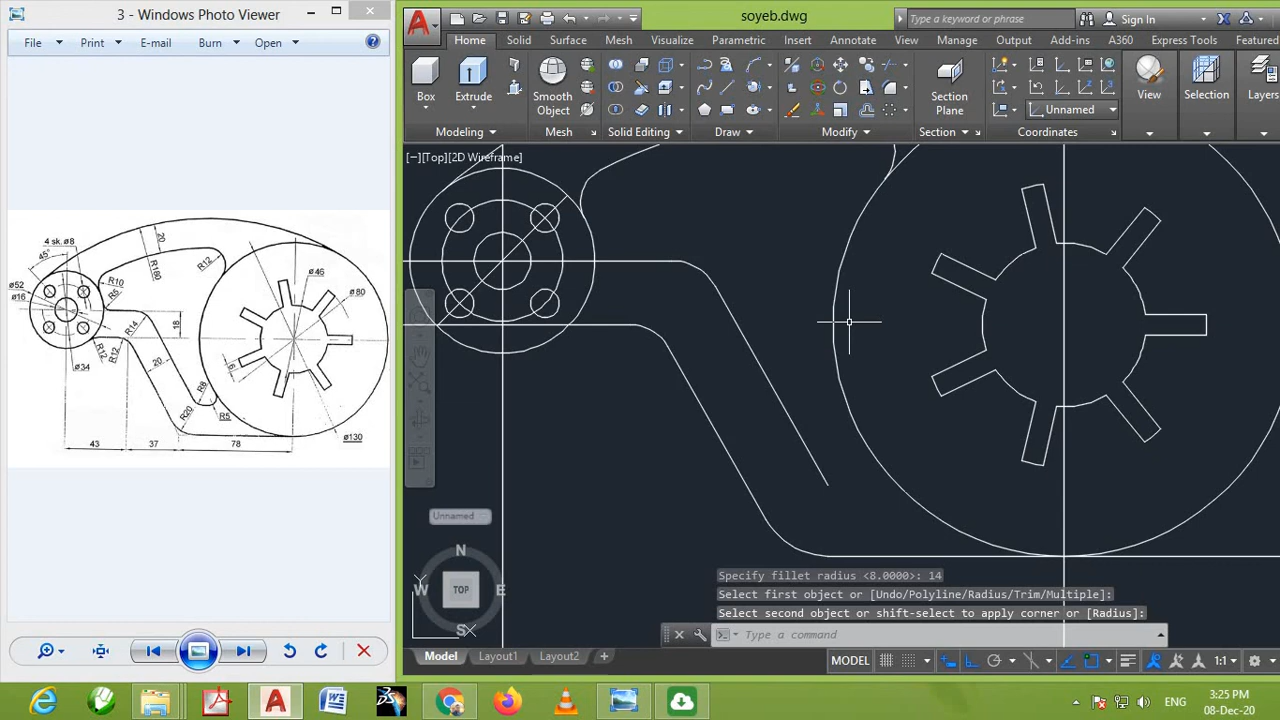 3 - Windows Photo Viewer
File Print E-mail Burn Open
4 sk. ø8
45°
20
R180
R12
ø46
ø80
ø52
ø16
R10
R5
18
R14
R12
R12
ø34
20
6
R8
R20
R5
ø130
43 37 78
soyeb.dwg
Type a keyword or phrase
Sign In
Home Solid Surface Mesh Visualize Parametric Insert Annotate View Manage Output Add-ins A360 Express Tools Featured
Box Extrude Smooth Object Section Plane Unnamed View Selection Layers
Modeling Mesh Solid Editing Draw Modify Section Coordinates
[−][Top][2D Wireframe]
Unnamed
N
W TOP E
S
Y
X
Specify fillet radius <8.0000>: 14
Select first object or [Undo/Polyline/Radius/Trim/Multiple]:
Select second object or shift-select to apply corner or [Radius]:
Type a command
Model Layout1 Layout2 +
MODEL 1:1
ENG
3:25 PM
08-Dec-20